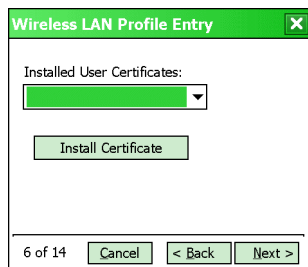 Wireless LAN Profile Entry X
Installed User Certificates:
Install Certificate
6 of 14 Cancel < Back Next >